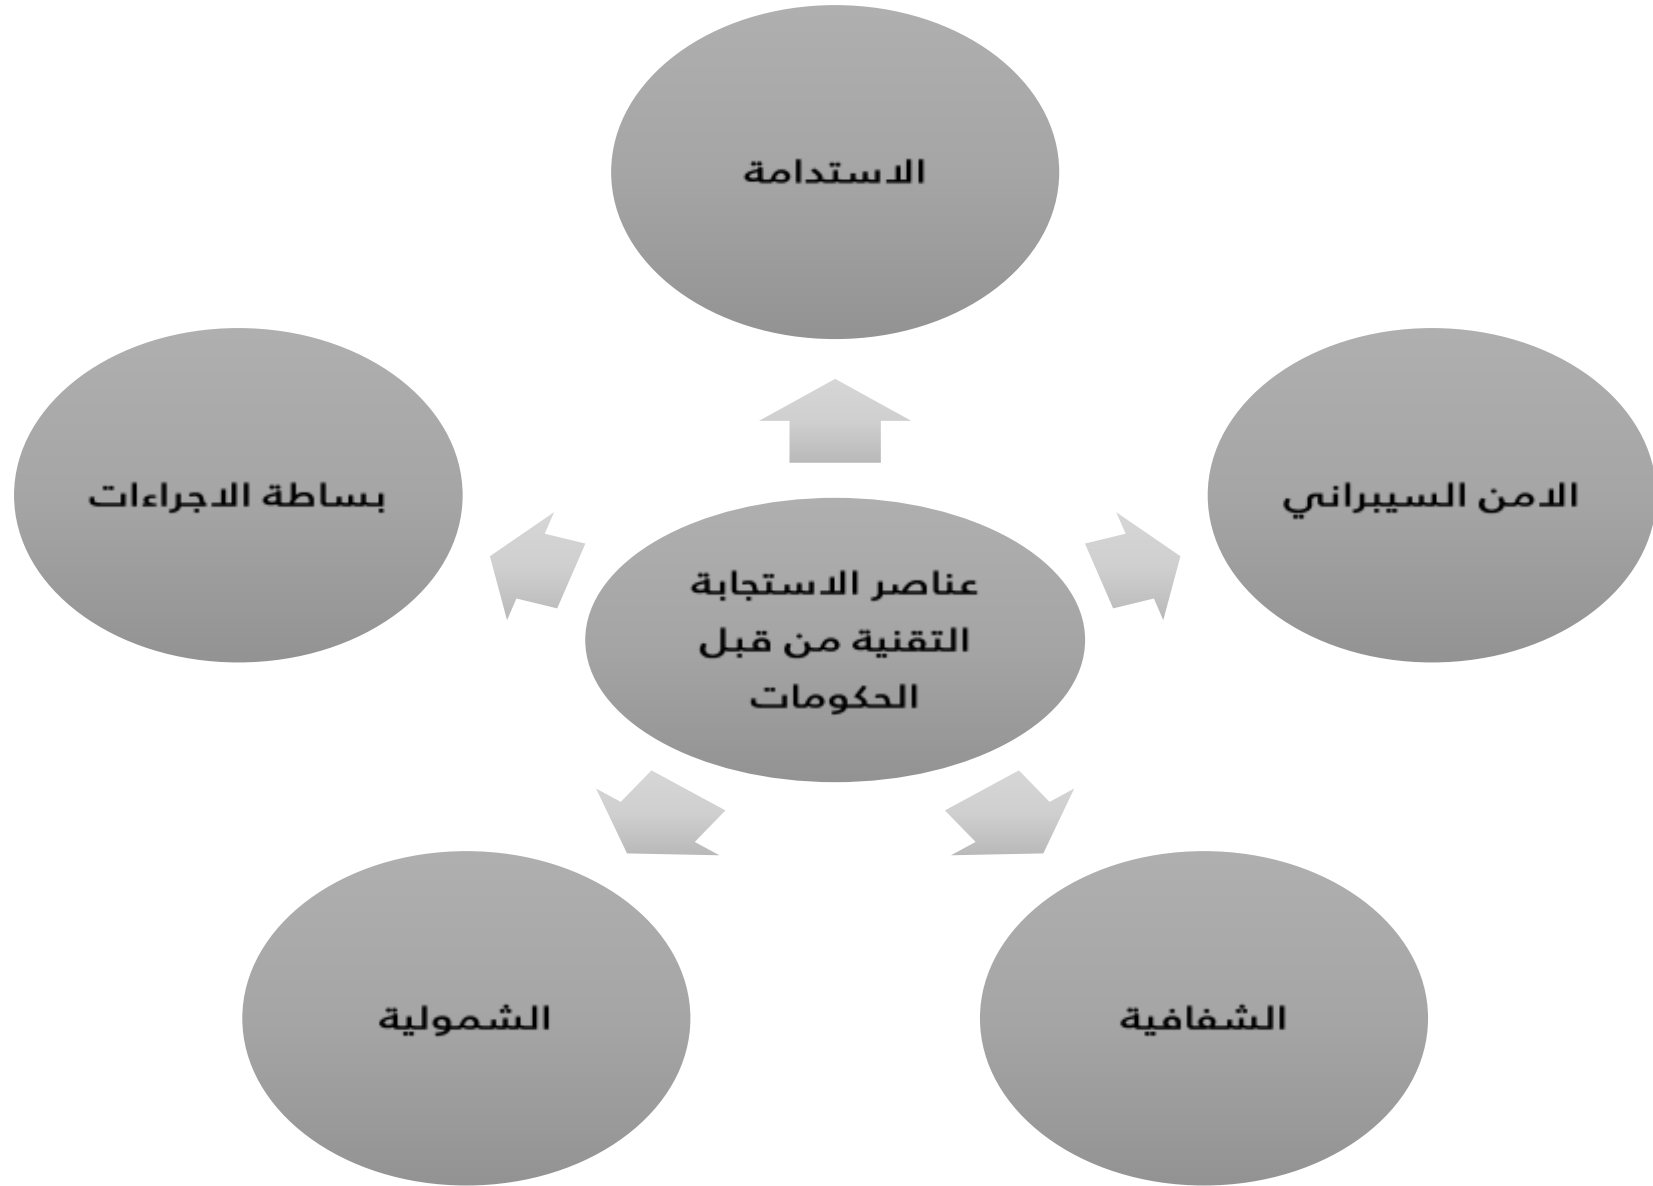 الاستدامة
الامن السيبراني
بساطة الاجراءات
عناصر الاستجابة
التقنية من قبل
الحكومات
الشفافية
الشمولية